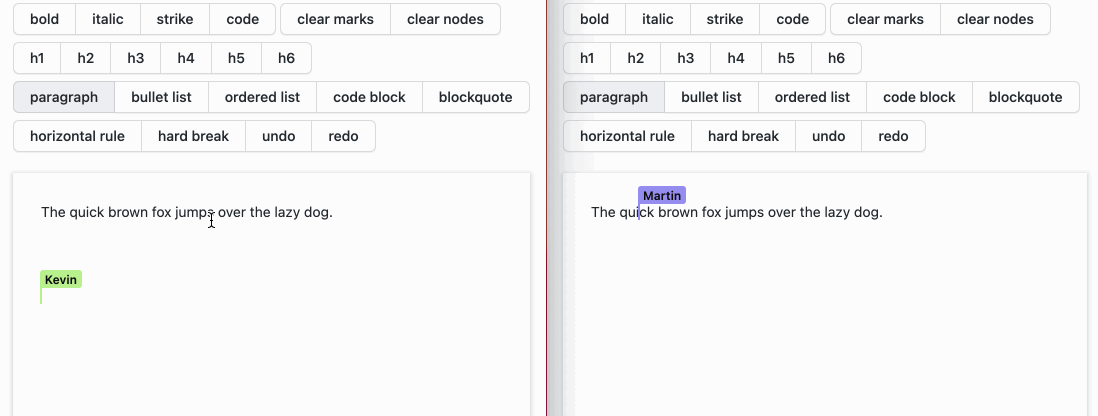 bold italic strike code clear marks clear nodes
h1 h2 h3 h4 h5 h6
paragraph bullet list ordered list code block blockquote
horizontal rule hard break undo redo
The quick brown fox jumps over the lazy dog.
Kevin
bold italic strike code clear marks clear nodes
h1 h2 h3 h4 h5 h6
paragraph bullet list ordered list code block blockquote
horizontal rule hard break undo redo
Martin
The quick brown fox jumps over the lazy dog.